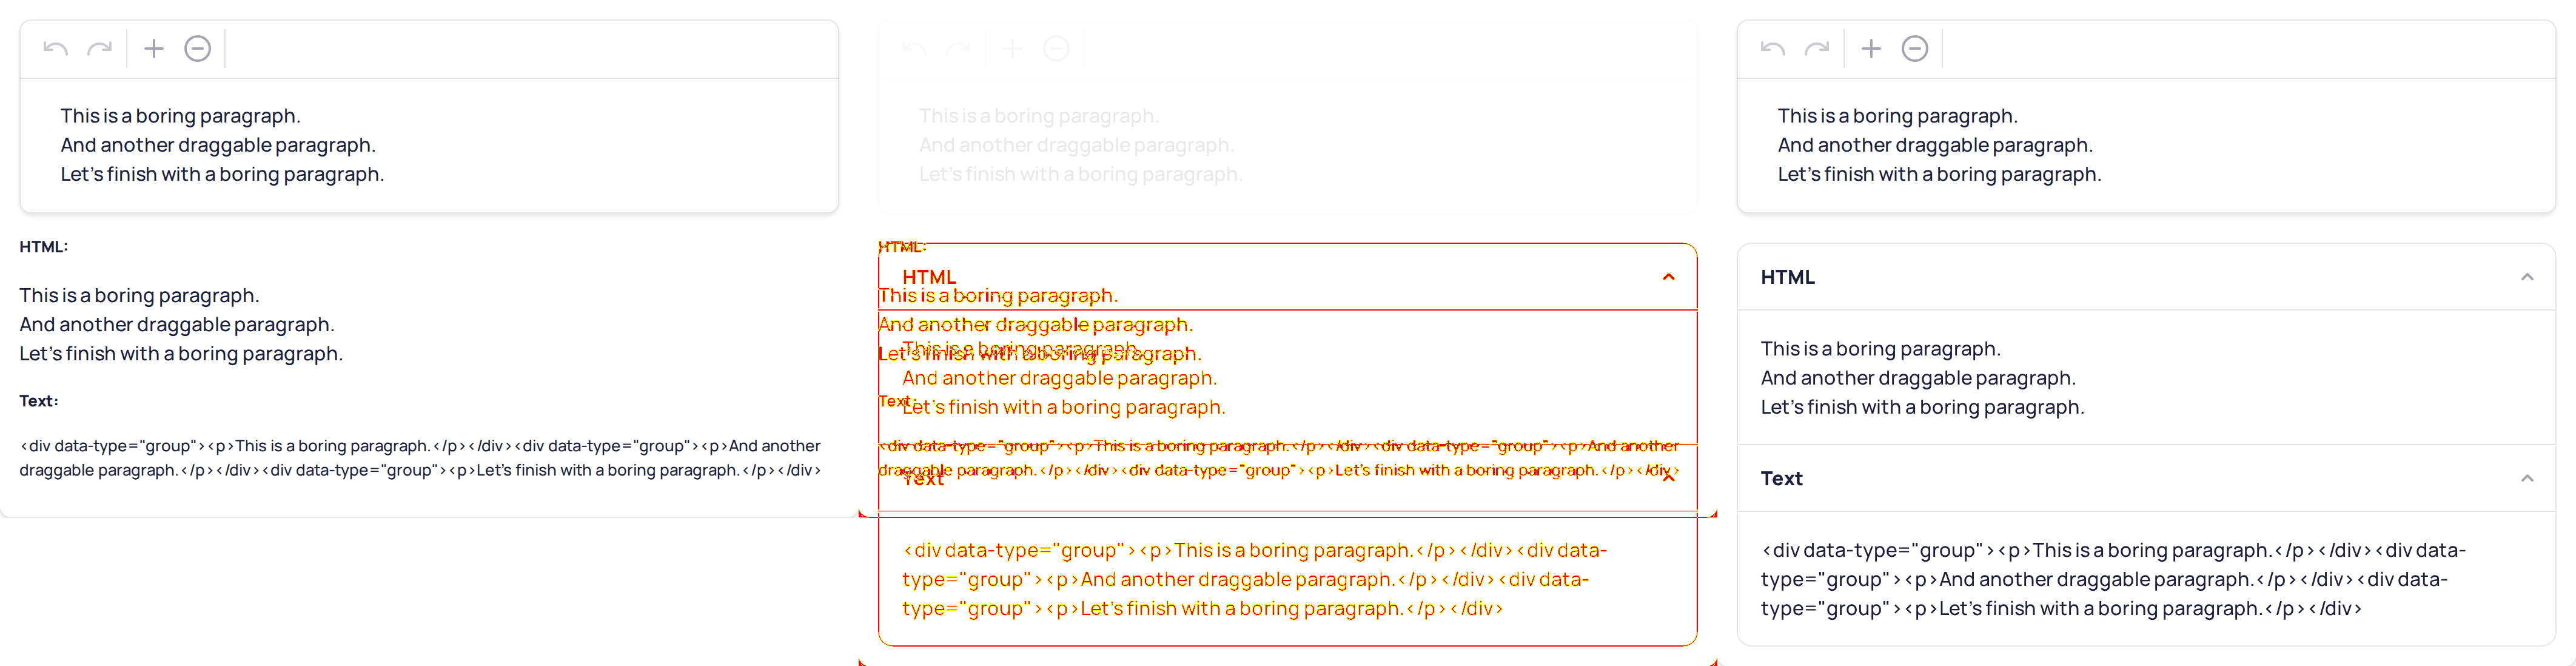 This is a boring paragraph.
And another draggable paragraph.
Let's finish with a boring paragraph.
HTML:
This is a boring paragraph.
And another draggable paragraph.
Let's finish with a boring paragraph.
Text:
<div data-type="group"><p>This is a boring paragraph.</p></div><div data-type="group"><p>And another
draggable paragraph.</p></div><div data-type="group"><p>Let's finish with a boring paragraph.</p></div>
This is a boring paragraph.
And another draggable paragraph.
Let's finish with a boring paragraph.
HTML:
HTML
This is a boring paragraph.
And another draggable paragraph.
This is a boring paragraph.
Let's finish with a boring paragraph.
And another draggable paragraph.
Text:
Let's finish with a boring paragraph.
<div data-type="group"><p>This is a boring paragraph.</p></div><div data-type="group"><p>And another
draggable paragraph.</p></div><div data-type="group"><p>Let's finish with a boring paragraph.</p></div>
Text
<div data-type="group"><p>This is a boring paragraph.</p></div><div data-
type="group"><p>And another draggable paragraph.</p></div><div data-
type="group"><p>Let's finish with a boring paragraph.</p></div>
This is a boring paragraph.
And another draggable paragraph.
Let's finish with a boring paragraph.
HTML
This is a boring paragraph.
And another draggable paragraph.
Let's finish with a boring paragraph.
Text
<div data-type="group"><p>This is a boring paragraph.</p></div><div data-
type="group"><p>And another draggable paragraph.</p></div><div data-
type="group"><p>Let's finish with a boring paragraph.</p></div>